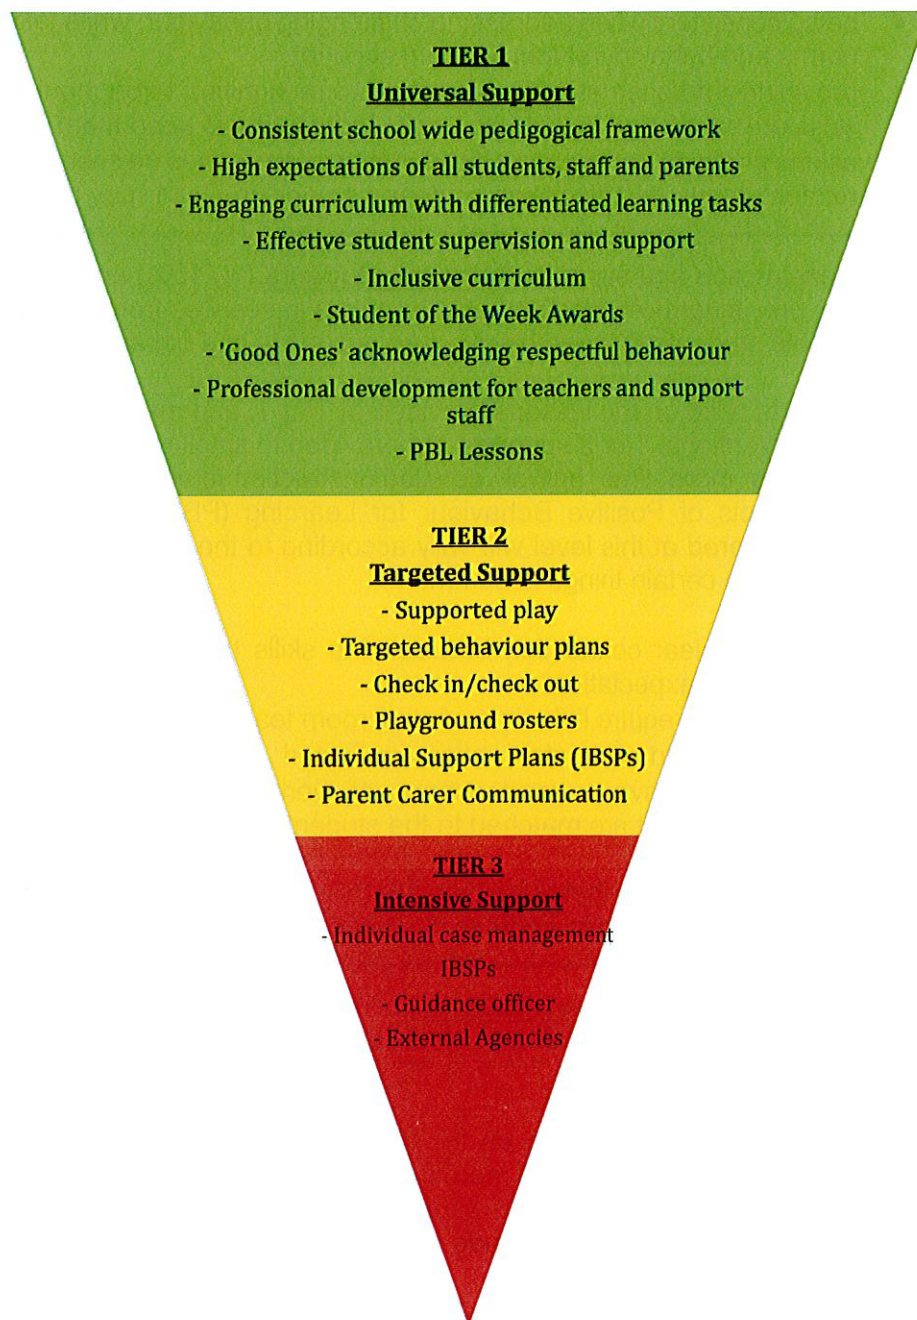 TIER 1
Universal Support
- Consistent school wide pedigogical framework
- High expectations of all students, staff and parents
- Engaging curriculum with differentiated learning tasks
- Effective student supervision and support
- Inclusive curriculum
- Student of the Week Awards
- 'Good Ones' acknowledging respectful behaviour
- Professional development for teachers and support
staff
- PBL Lessons
TIER 2
Targeted Support
- Supported play
- Targeted behaviour plans
- Check in/check out
- Playground rosters
- Individual Support Plans (IBSPs)
- Parent Carer Communication
TIER 3
Intensive Support
- Individual case management
IBSPs
- Guidance officer
- External Agencies